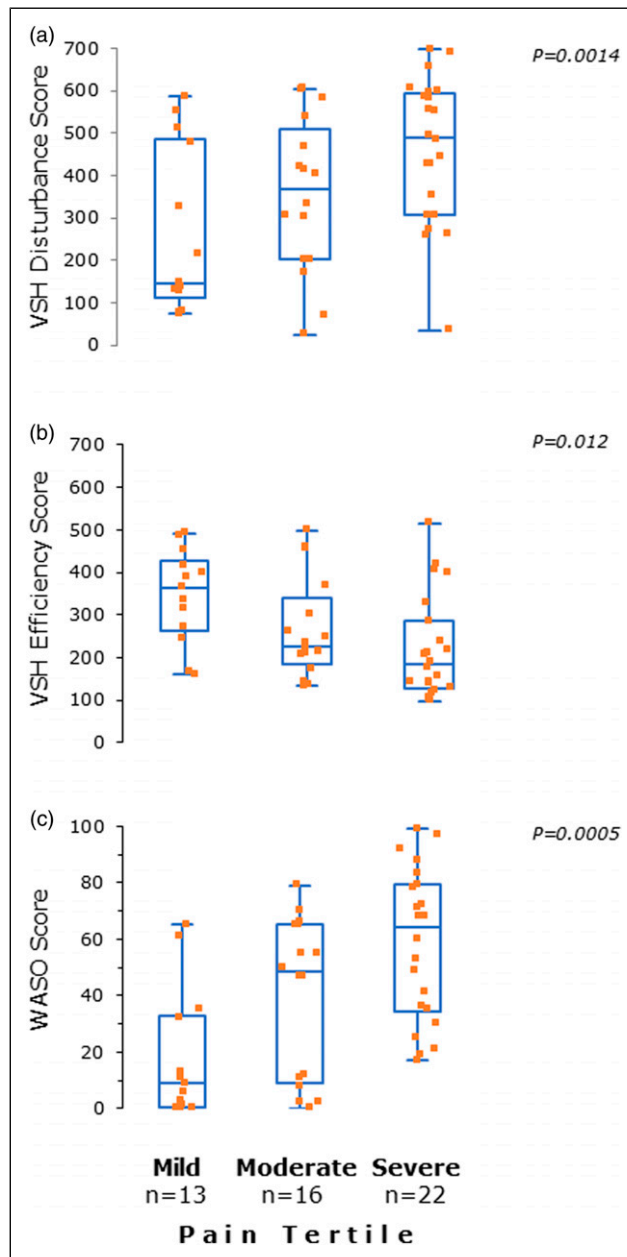 (a)
700
600
500
400
300
200
100
0
VSH Disturbance Score
P=0.0014
(b)
700
600
500
400
300
200
100
0
VSH Efficiency Score
P=0.012
(c)
100
80
60
40
20
0
WASO Score
P=0.0005
Mild Moderate Severe
n=13 n=16 n=22
Pain Tertile